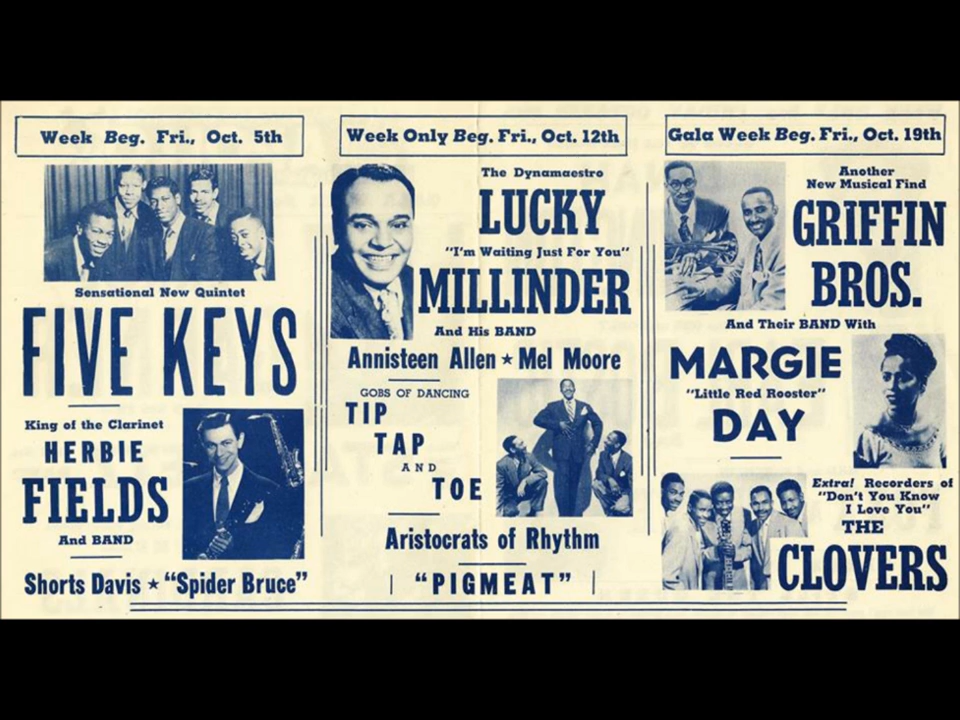 Week Beg. Fri., Oct. 5th
Sensational New Quintet
FIVE KEYS
King of the Clarinet
HERBIE
FIELDS
And BAND
Shorts Davis ★ "Spider Bruce"
Week Only Beg. Fri., Oct. 12th
The Dynamaestro
LUCKY
"I'm Waiting Just For You"
MILLINDER
And His BAND
Annisteen Allen ★ Mel Moore
GOBS OF DANCING
TIP
TAP
AND
TOE
Aristocrats of Rhythm
"PIGMEAT"
Gala Week Beg. Fri., Oct. 19th
Another
New Musical Find
GRIFFIN
BROS.
And Their BAND With
MARGIE
"Little Red Rooster"
DAY
Extra! Recorders of
"Don't You Know
I Love You"
THE
CLOVERS